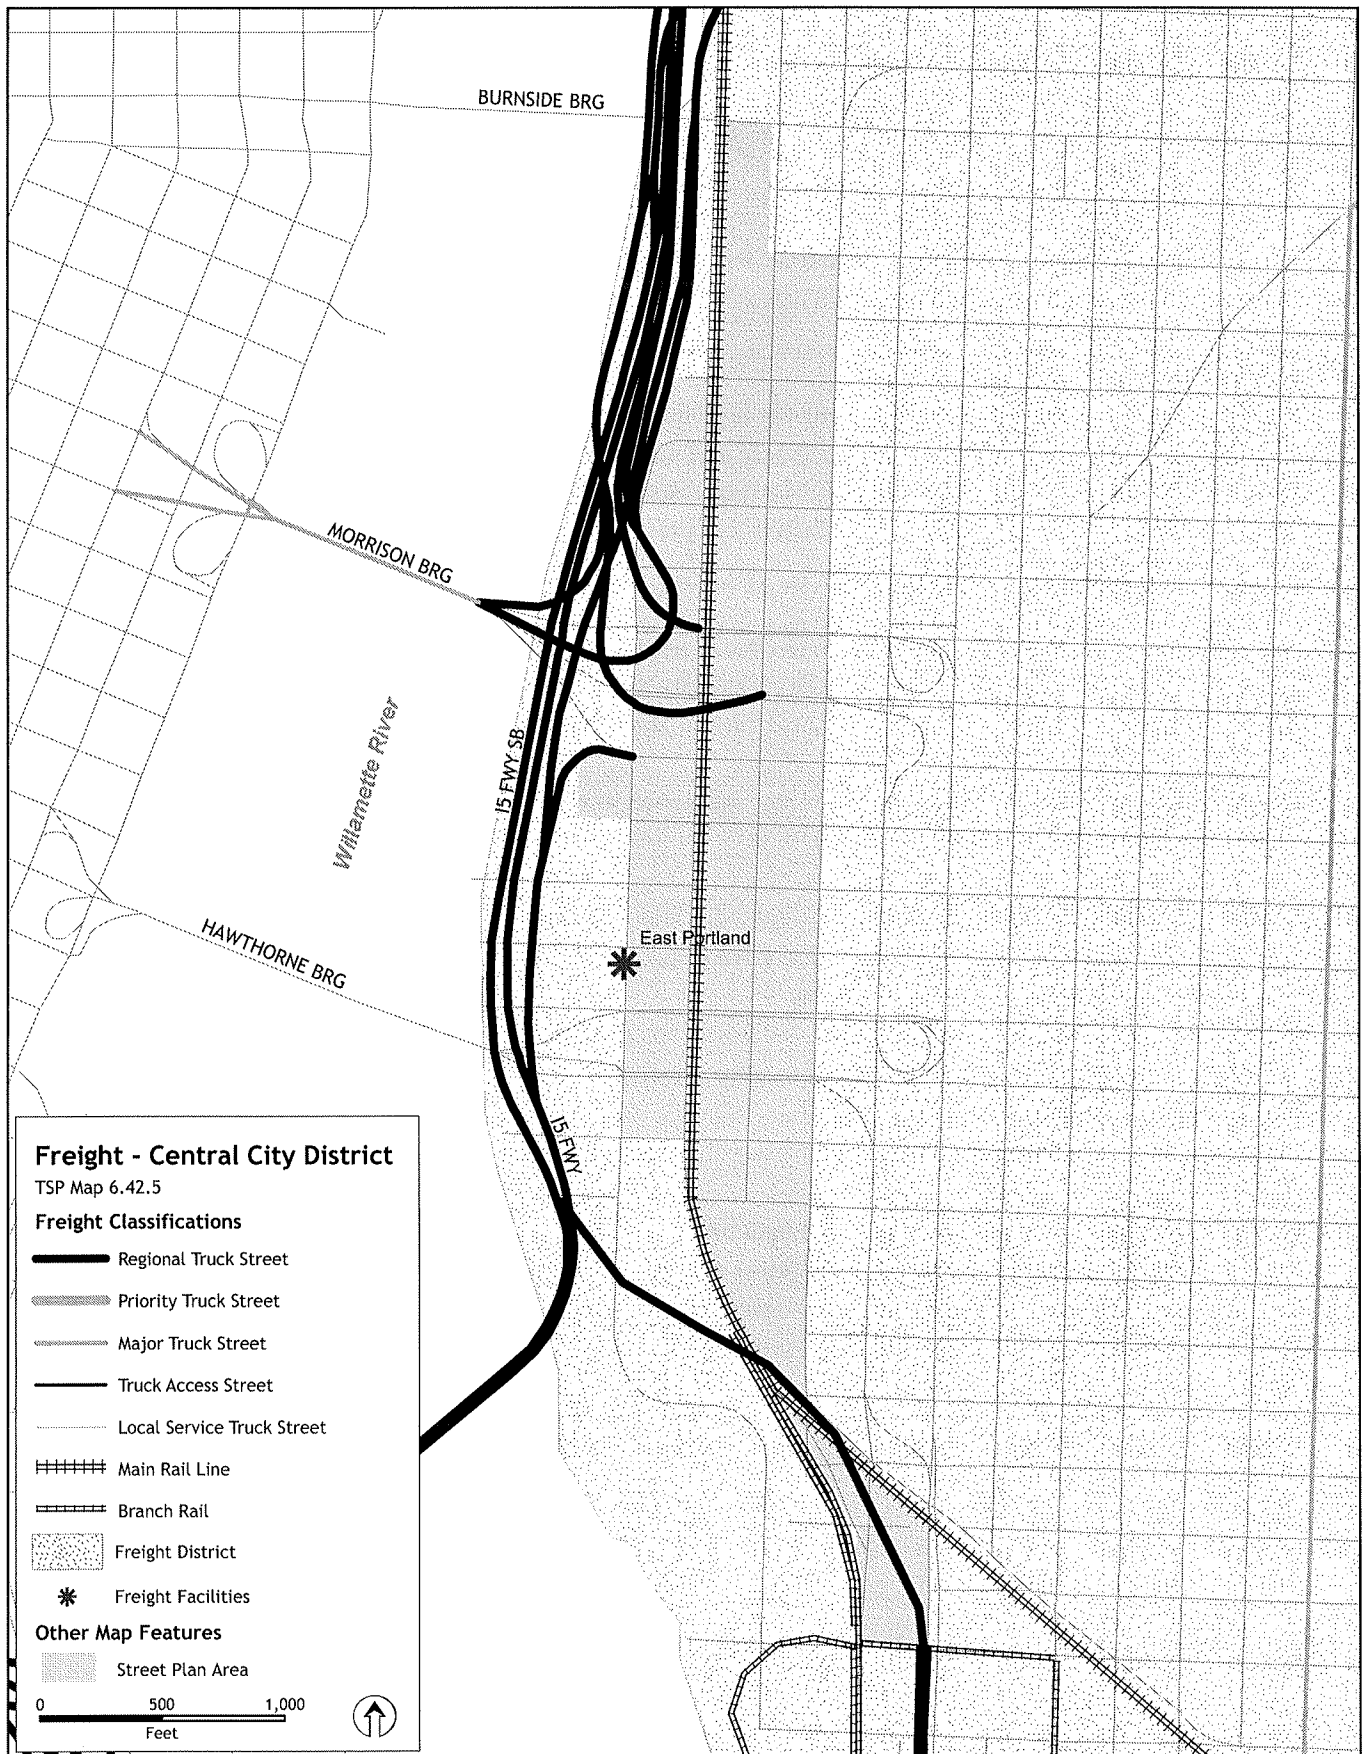 BURNSIDE BRG
MORRISON BRG
Willamette River
I5 FWY SB
East Portland
HAWTHORNE BRG
I5 FWY
Freight - Central City District
TSP Map 6.42.5
Freight Classifications
Regional Truck Street
Priority Truck Street
Major Truck Street
Truck Access Street
Local Service Truck Street
Main Rail Line
Branch Rail
Freight District
Freight Facilities
Other Map Features
Street Plan Area
0 500 1,000
Feet